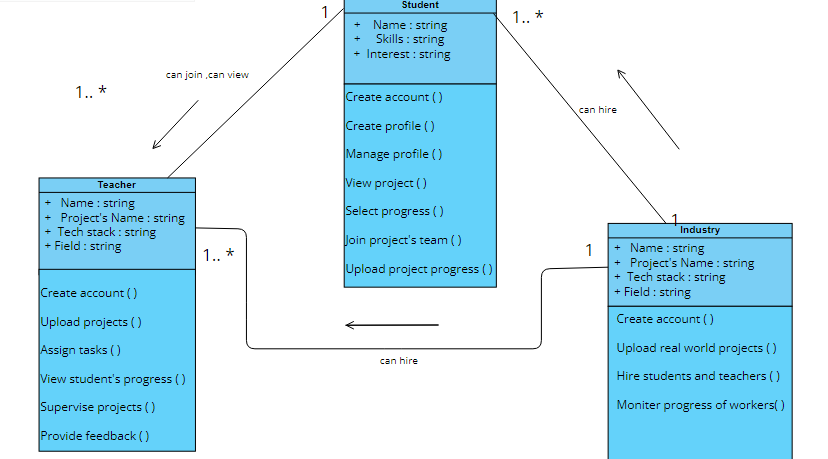 Student
+ Name : string
+ Skills : string
+ Interest : string
Create account ( )
Create profile ( )
Manage profile ( )
View project ( )
Select progress ( )
Join project's team ( )
Upload project progress ( )
1
1.. *
can join ,can view
1.. *
can hire
Teacher
+ Name : string
+ Project's Name : string
+ Tech stack : string
+ Field : string
Create account ( )
Upload projects ( )
Assign tasks ( )
View student's progress ( )
Supervise projects ( )
Provide feedback ( )
1.. *
can hire
1
1
Industry
+ Name : string
+ Project's Name : string
+ Tech stack : string
+ Field : string
Create account ( )
Upload real world projects ( )
Hire students and teachers ( )
Moniter progress of workers( )